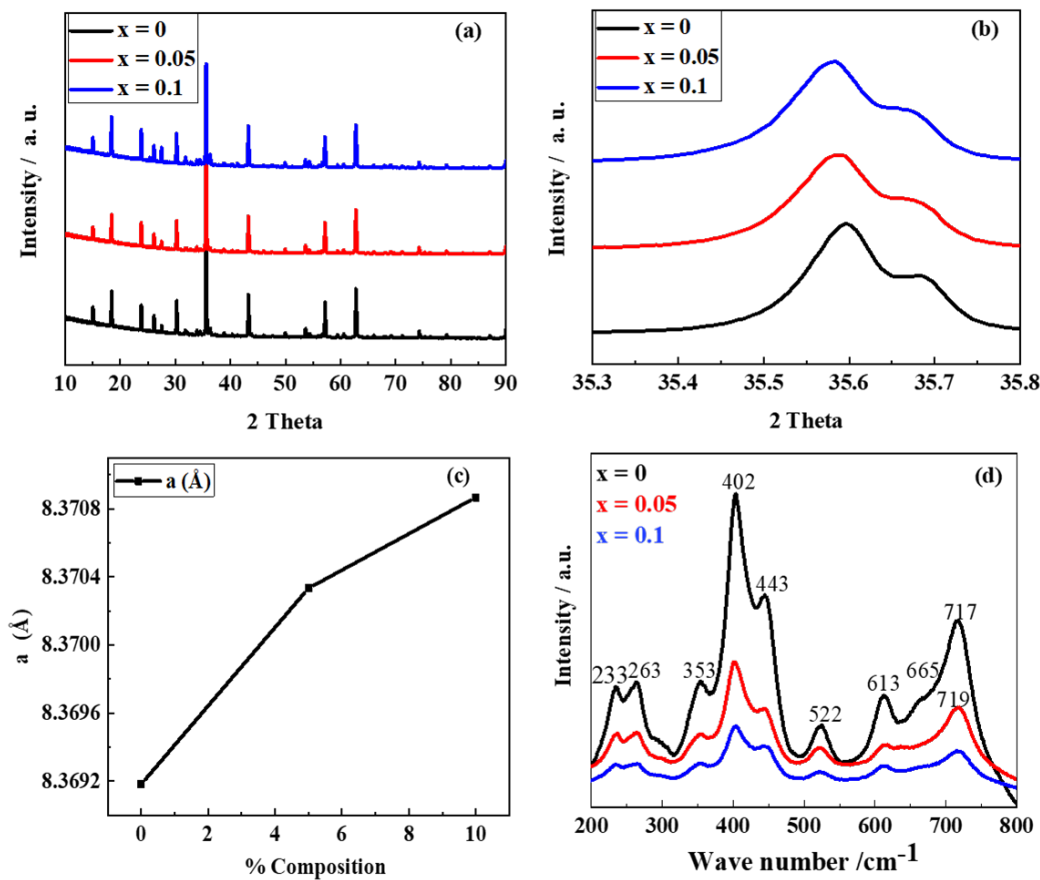 x = 0
x = 0.05
x = 0.1
(a)
Intensity / a. u.
10 20 30 40 50 60 70 80 90
2 Theta
x = 0
x = 0.05
x = 0.1
(b)
Intensity / a.u.
35.3 35.4 35.5 35.6 35.7 35.8
2 Theta
a (Å)
(c)
8.3708
8.3704
8.3700
8.3696
8.3692
a (Å)
0 2 4 6 8 10
% Composition
x = 0
x = 0.05
x = 0.1
(d)
402
443
717
233 263 353
613 665
719
522
Intensity / a.u.
200 300 400 500 600 700 800
Wave number /cm-1